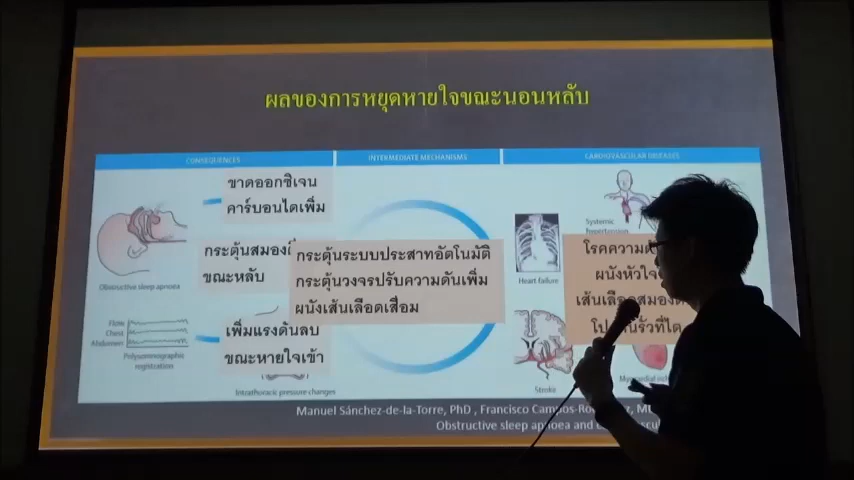 ผลของการหยุดหายใจขณะนอนหลับ
CONSEQUENCES
INTERMEDIATE MECHANISMS
CARDIOVASCULAR DISEASES
ขาดออกซิเจน
คาร์บอนไดเพิ่ม
Obstructive sleep apnoea
กระตุ้นสมอง
ขณะหลับ
Flow
Chest
Abdomen
Polysomnographic
registration
เพิ่มแรงดันลบ
ขณะหายใจเข้า
Intrathoracic pressure changes
กระตุ้นระบบประสาทอัตโนมัติ
กระตุ้นวงจรปรับความดันเพิ่ม
ผนังเส้นเลือดเสื่อม
Systemic
hypertension
Heart failure
โรคความ
ผนังหัวใจ
เส้นเลือดสมอง
Stroke
Myocardial
Manuel Sánchez-de-la-Torre, PhD , Francisco Campos-
Obstructive sleep apnoea and